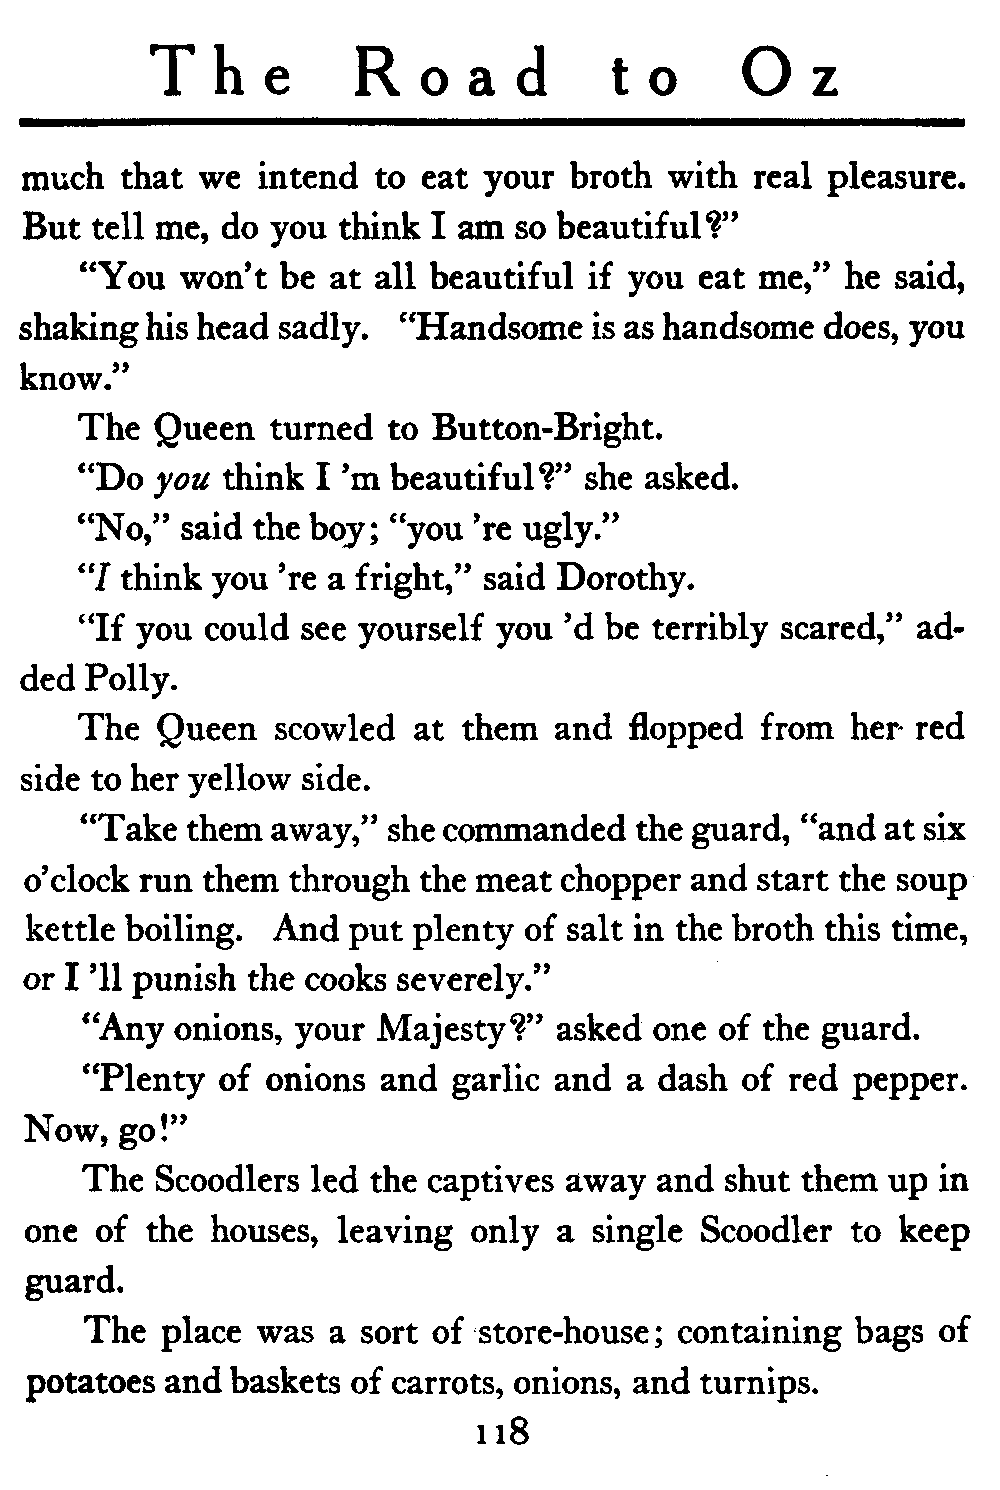 The Road to Oz
much that we intend to eat your broth with real pleasure.
But tell me, do you think I am so beautiful?”
“You won’t be at all beautiful if you eat me,” he said,
shaking his head sadly. “Handsome is as handsome does, you
know.”
The Queen turned to Button-Bright.
“Do you think I ’m beautiful?” she asked.
“No,” said the boy; “you ’re ugly.”
“I think you ’re a fright,” said Dorothy.
“If you could see yourself you ’d be terribly scared,” ad-
ded Polly.
The Queen scowled at them and flopped from her red
side to her yellow side.
“Take them away,” she commanded the guard, “and at six
o’clock run them through the meat chopper and start the soup
kettle boiling. And put plenty of salt in the broth this time,
or I ’ll punish the cooks severely.”
“Any onions, your Majesty?” asked one of the guard.
“Plenty of onions and garlic and a dash of red pepper.
Now, go!”
The Scoodlers led the captives away and shut them up in
one of the houses, leaving only a single Scoodler to keep
guard.
The place was a sort of store-house; containing bags of
potatoes and baskets of carrots, onions, and turnips.
118